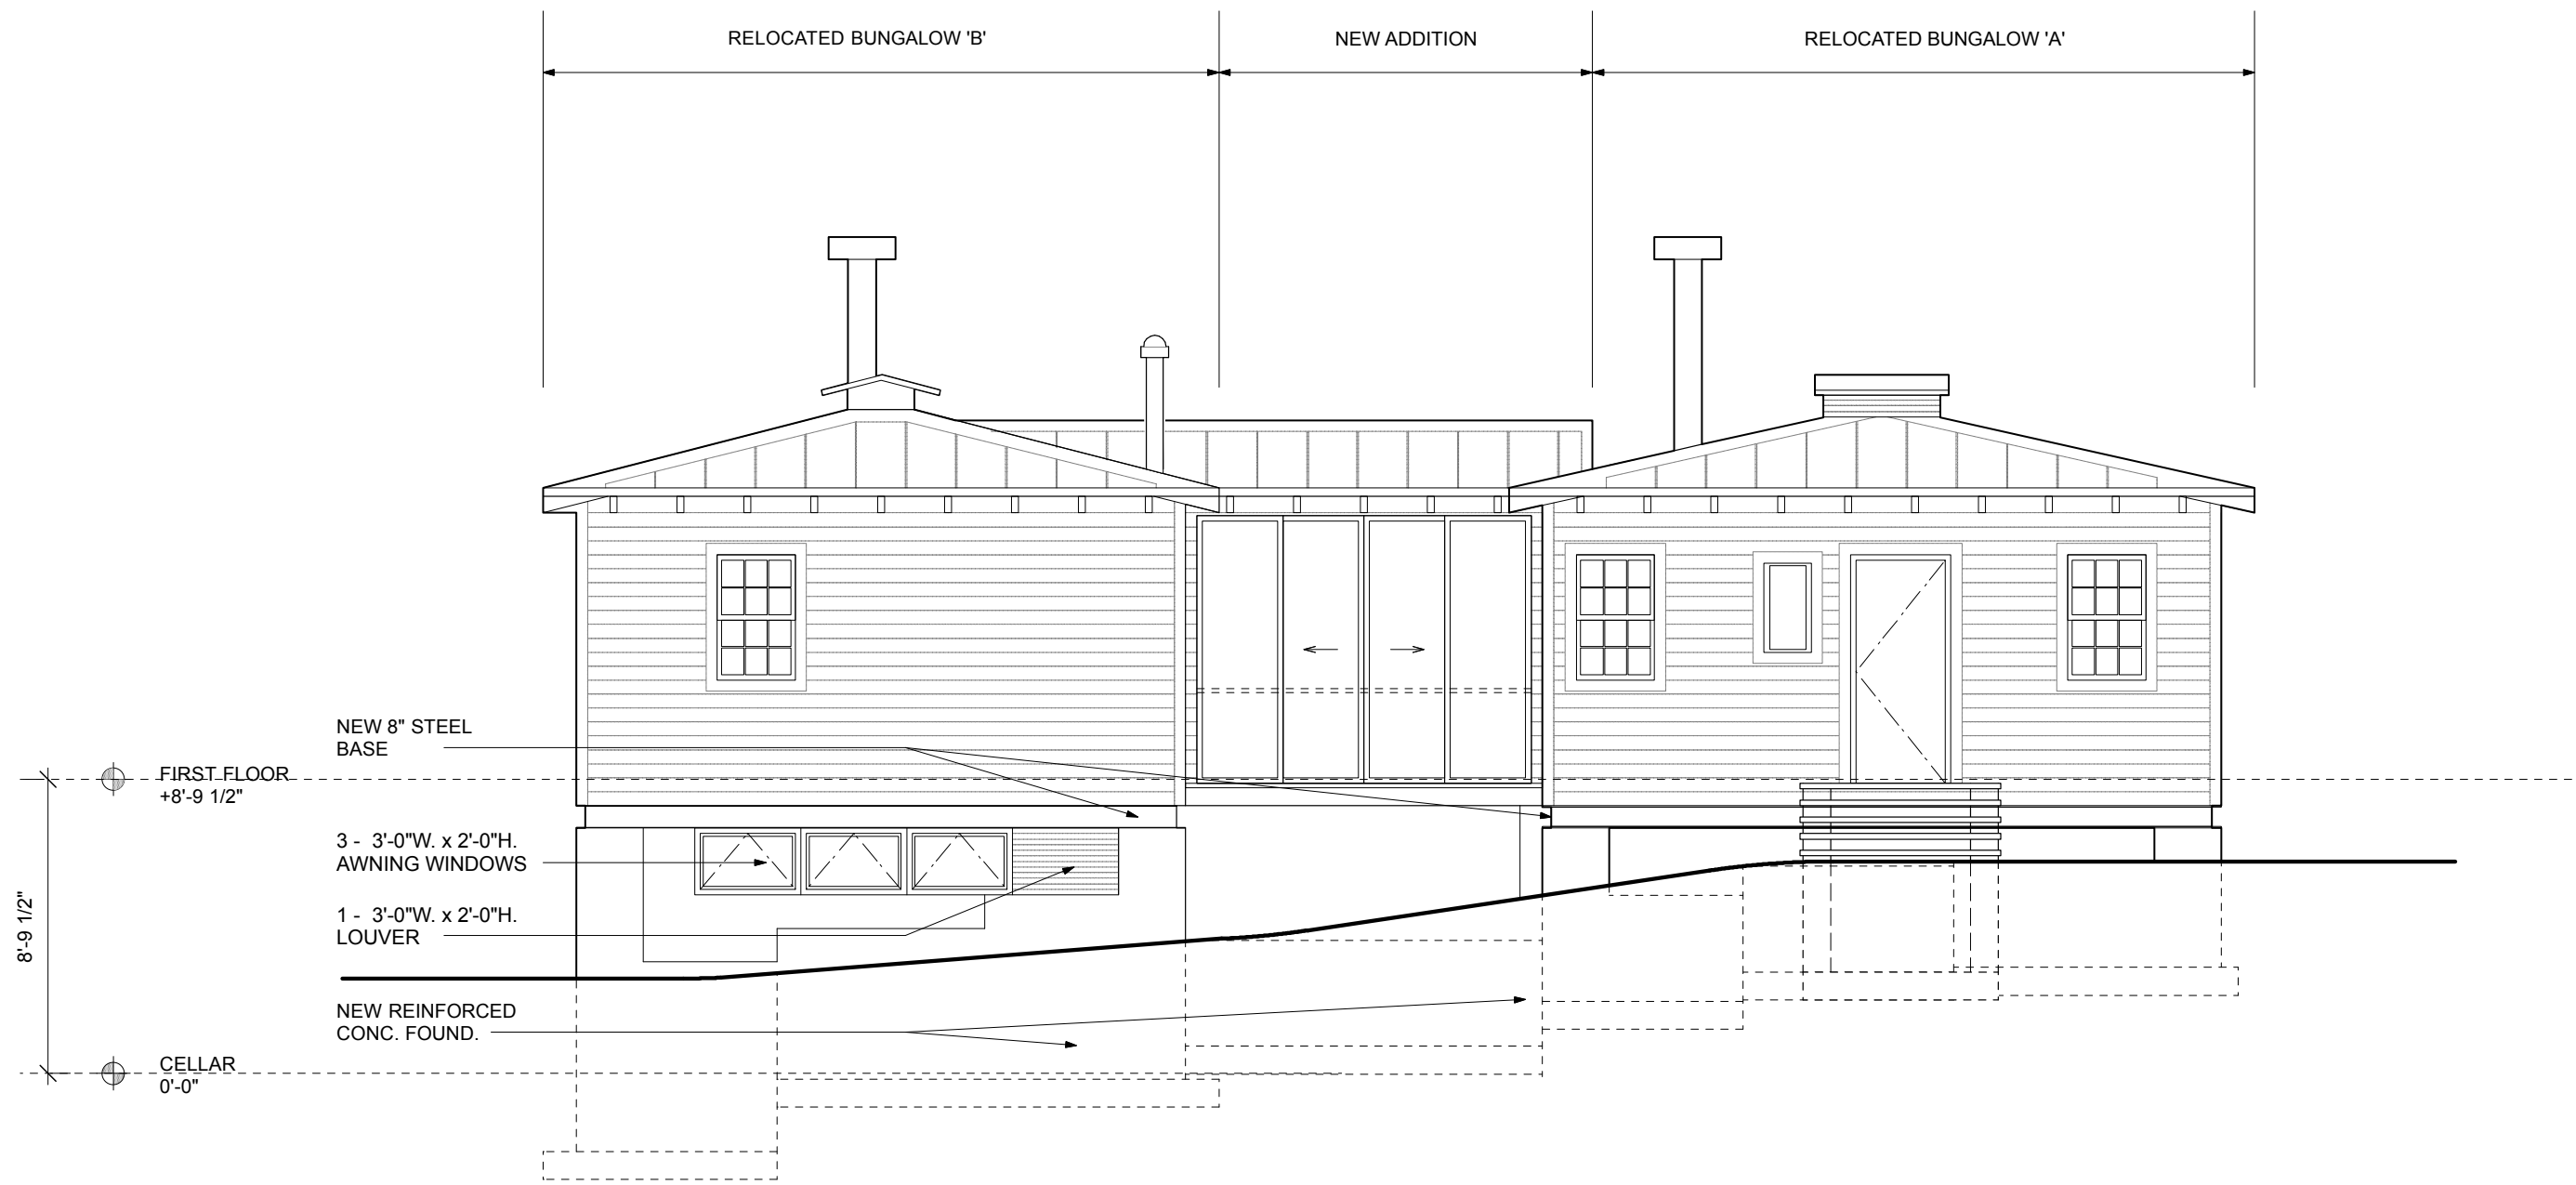 RELOCATED BUNGALOW 'B'
NEW ADDITION
RELOCATED BUNGALOW 'A'
NEW 8" STEEL
BASE
FIRST FLOOR
+8'-9 1/2"
3 - 3'-0"W. x 2'-0"H.
AWNING WINDOWS
1 - 3'-0"W. x 2'-0"H.
LOUVER
8'-9 1/2"
NEW REINFORCED
CONC. FOUND.
CELLAR
0'-0"